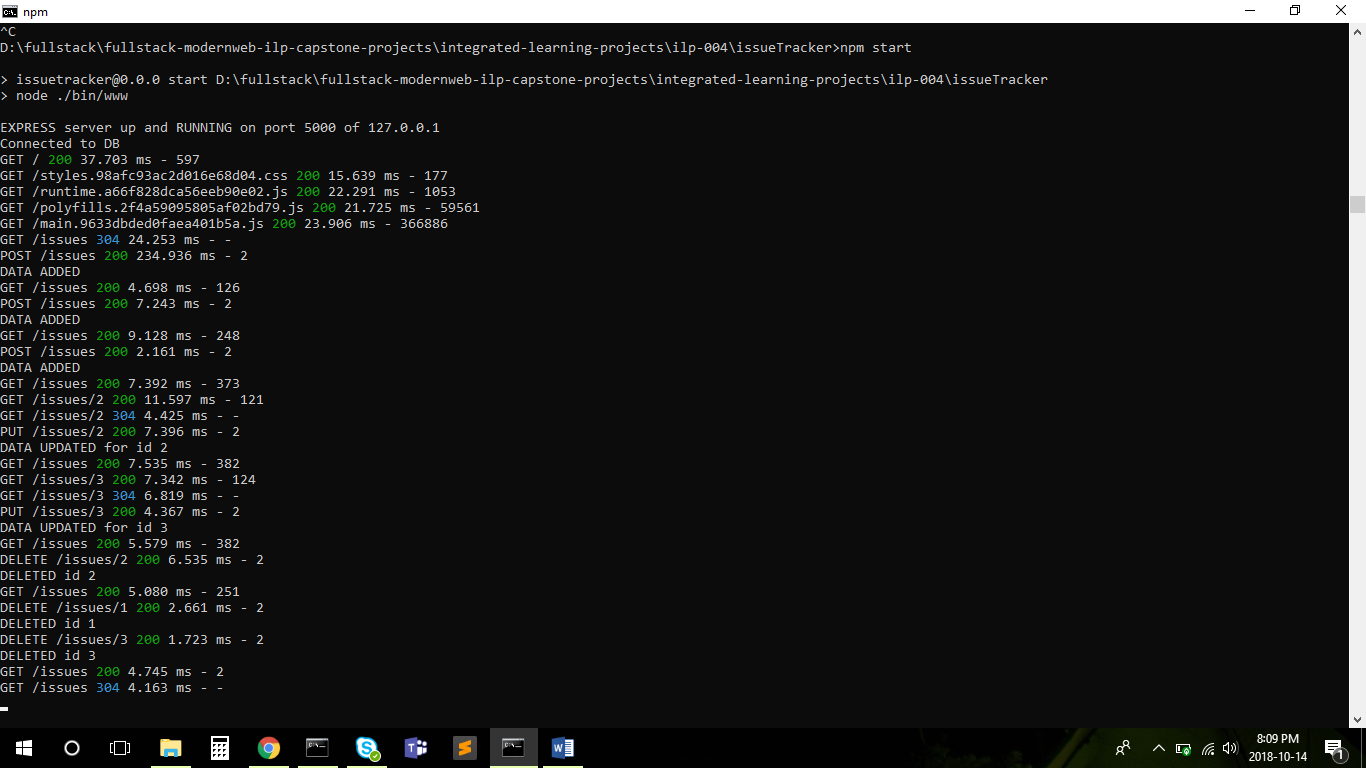 npm
^C
D:\fullstack\fullstack-modernweb-ilp-capstone-projects\integrated-learning-projects\ilp-004\issueTracker>npm start
> issuetracker@0.0.0 start D:\fullstack\fullstack-modernweb-ilp-capstone-projects\integrated-learning-projects\ilp-004\issueTracker
> node ./bin/www
EXPRESS server up and RUNNING on port 5000 of 127.0.0.1
Connected to DB
GET / 200 37.703 ms - 597
GET /styles.98afc93ac2d016e68d04.css 200 15.639 ms - 177
GET /runtime.a66f828dca56eeb90e02.js 200 22.291 ms - 1053
GET /polyfills.2f4a59095805af02bd79.js 200 21.725 ms - 59561
GET /main.9633dbded0faea401b5a.js 200 23.906 ms - 366886
GET /issues 304 24.253 ms - -
POST /issues 200 234.936 ms - 2
DATA ADDED
GET /issues 200 4.698 ms - 126
POST /issues 200 7.243 ms - 2
DATA ADDED
GET /issues 200 9.128 ms - 248
POST /issues 200 2.161 ms - 2
DATA ADDED
GET /issues 200 7.392 ms - 373
GET /issues/2 200 11.597 ms - 121
GET /issues/2 304 4.425 ms - -
PUT /issues/2 200 7.396 ms - 2
DATA UPDATED for id 2
GET /issues 200 7.535 ms - 382
GET /issues/3 200 7.342 ms - 124
GET /issues/3 304 6.819 ms - -
PUT /issues/3 200 4.367 ms - 2
DATA UPDATED for id 3
GET /issues 200 5.579 ms - 382
DELETE /issues/2 200 6.535 ms - 2
DELETED id 2
GET /issues 200 5.080 ms - 251
DELETE /issues/1 200 2.661 ms - 2
DELETED id 1
DELETE /issues/3 200 1.723 ms - 2
DELETED id 3
GET /issues 200 4.745 ms - 2
GET /issues 304 4.163 ms - -
8:09 PM
2018-10-14
1